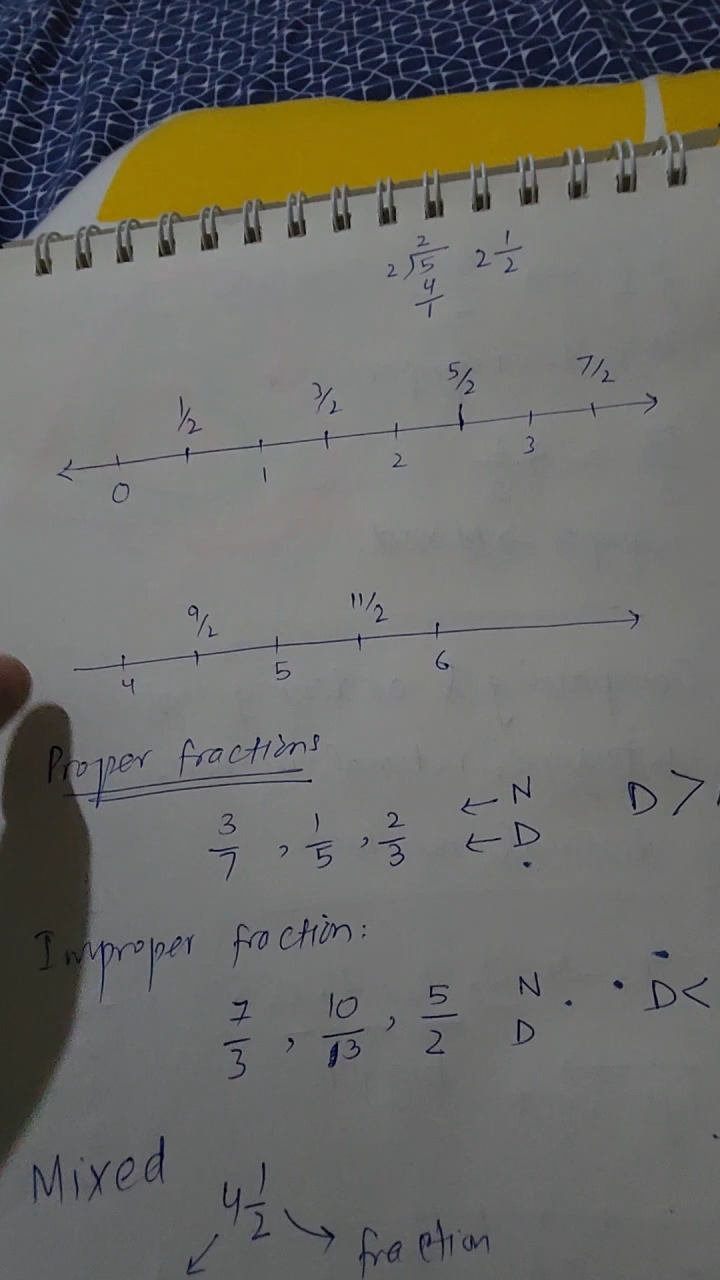 2
2)5 2 1/2
4
1
1/2 3/2 5/2 7/2
0 1 2 3
9/2 11/2
4 5 6
Proper fractions
3/7 , 1/5 , 2/3 ← N ← D D >
Improper fraction:
7/3 , 10/3 , 5/2 N D D <
Mixed
4 1/2
fraction